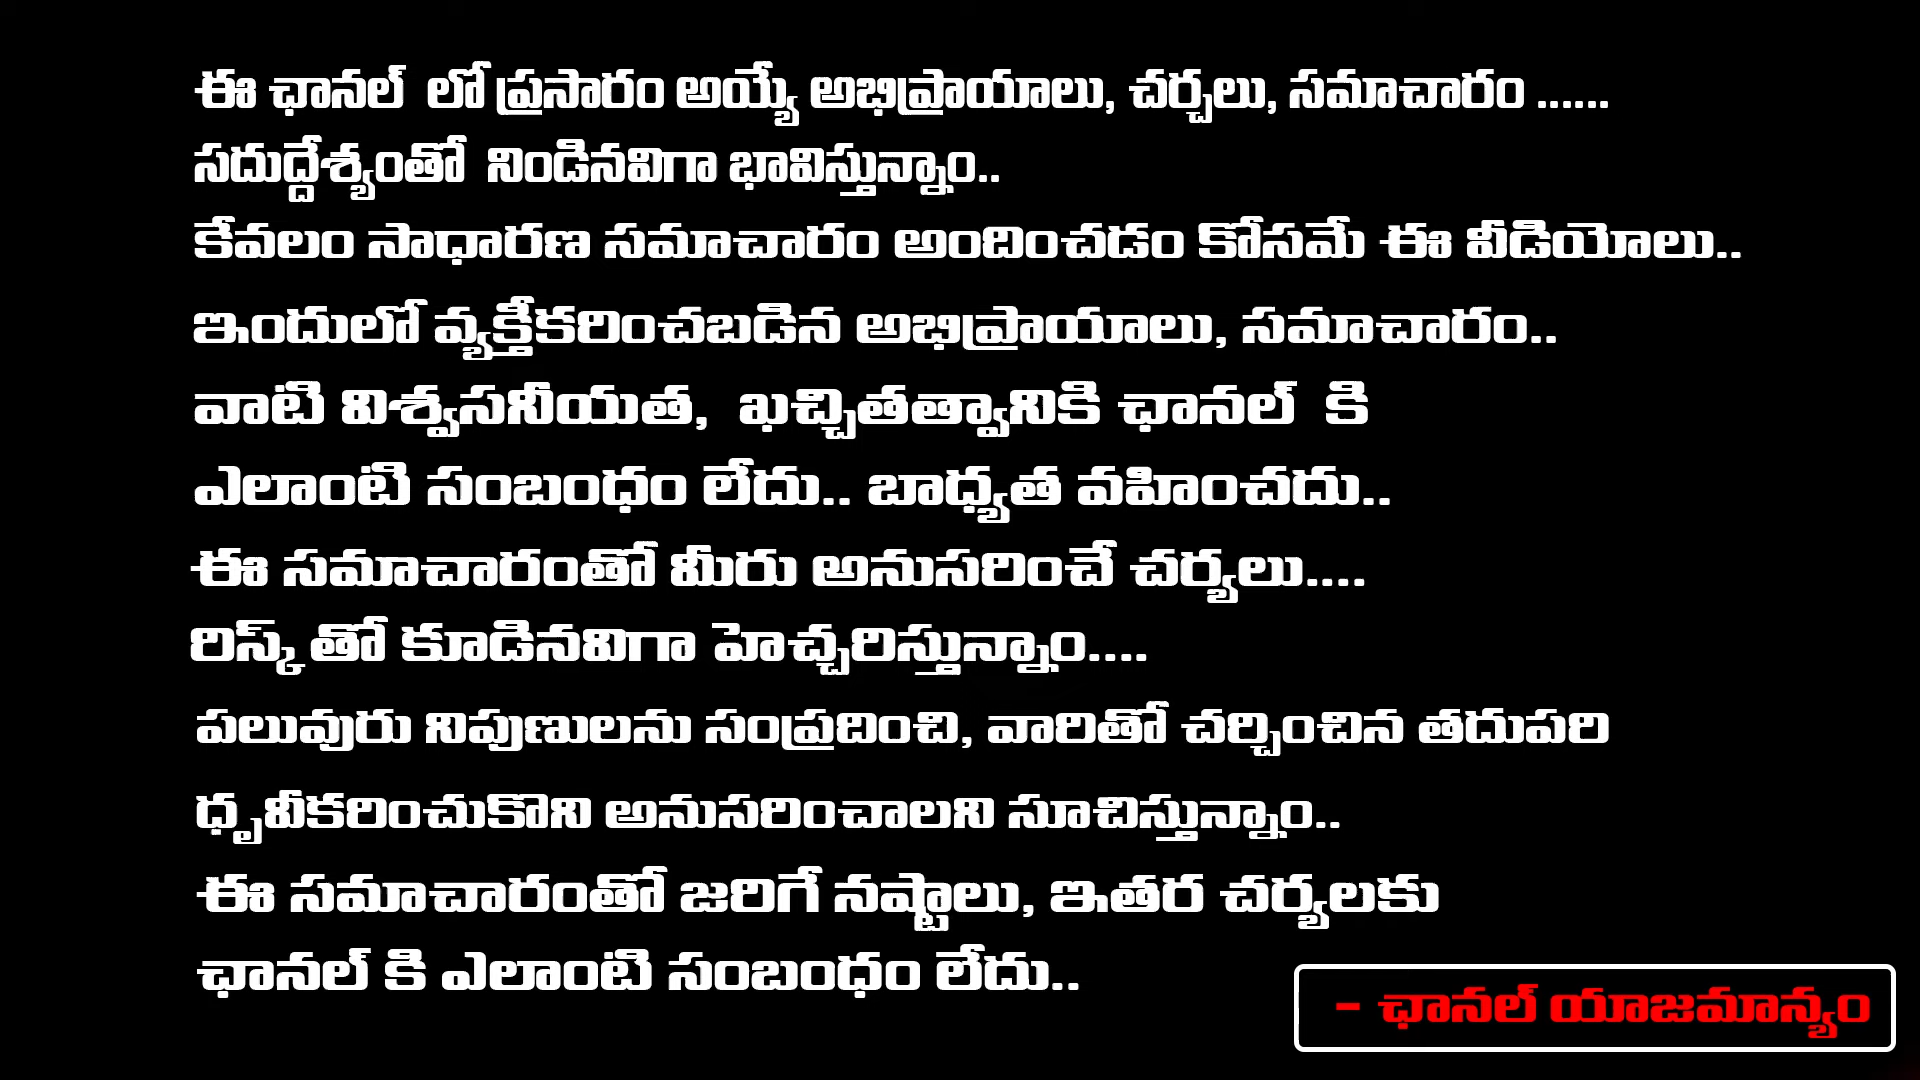 ఈ ఛానల్ లో ప్రసారం అయ్యే అభిప్రాయాలు, చర్చలు, సమాచారం ......
సదుద్దేశ్యంతో నిండినవిగా భావిస్తున్నాం..
కేవలం సాధారణ సమాచారం అందించడం కోసమే ఈ వీడియోలు..
ఇందులో వ్యక్తీకరించబడిన అభిప్రాయాలు, సమాచారం..
వాటి విశ్వసనీయత, ఖచ్చితత్వానికి ఛానల్ కి
ఎలాంటి సంబంధం లేదు.. బాధ్యత వహించదు..
ఈ సమాచారంతో మీరు అనుసరించే చర్యలు....
రిస్క్ తో కూడినవిగా హెచ్చరిస్తున్నాం....
పలువురు నిపుణులను సంప్రదించి, వారితో చర్చించిన తదుపరి
ధృవీకరించుకొని అనుసరించాలని సూచిస్తున్నాం..
ఈ సమాచారంతో జరిగే నష్టాలు, ఇతర చర్యలకు
ఛానల్ కి ఎలాంటి సంబంధం లేదు..
- ఛానల్ యాజమాన్యం